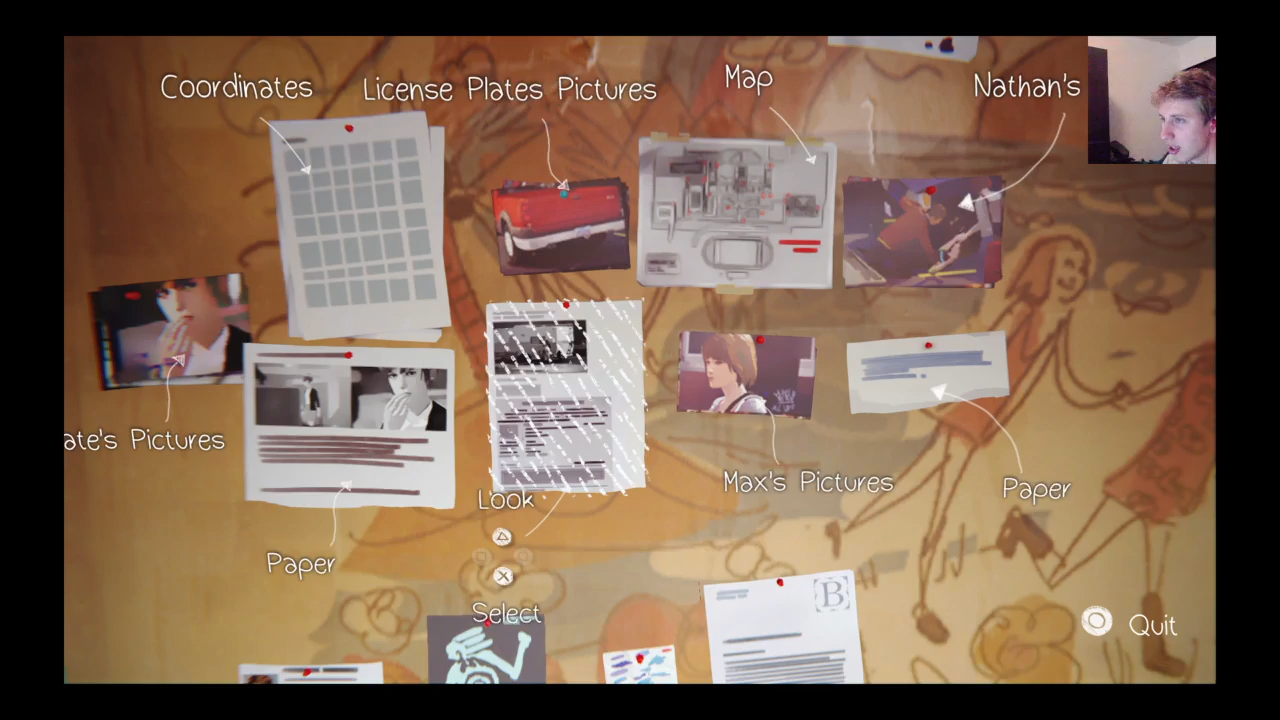 Coordinates
License Plates Pictures
Map
Nathan's
ate's Pictures
Look
Max's Pictures
Paper
Paper
Select
B
Quit